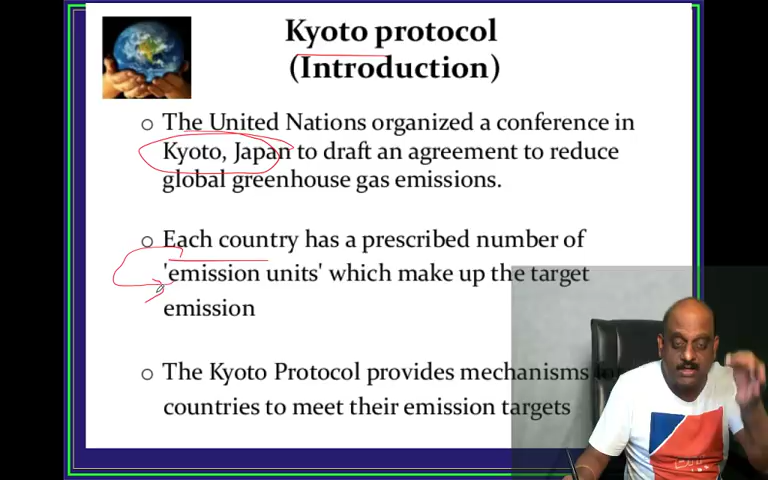 Kyoto protocol
(Introduction)
o The United Nations organized a conference in
Kyoto, Japan to draft an agreement to reduce
global greenhouse gas emissions.
o Each country has a prescribed number of
'emission units' which make up the target
emission
o The Kyoto Protocol provides mechanisms for
countries to meet their emission targets